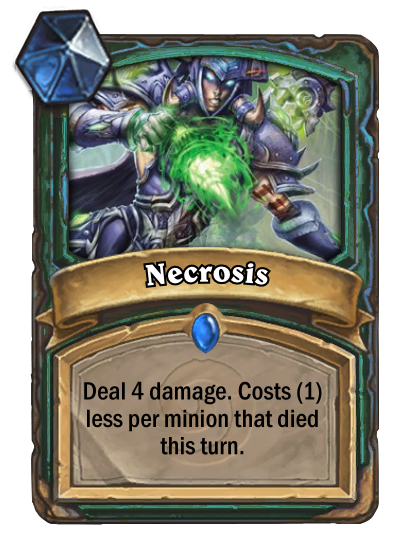 Necrosis
Deal 4 damage. Costs (1)
less per minion that died
this turn.